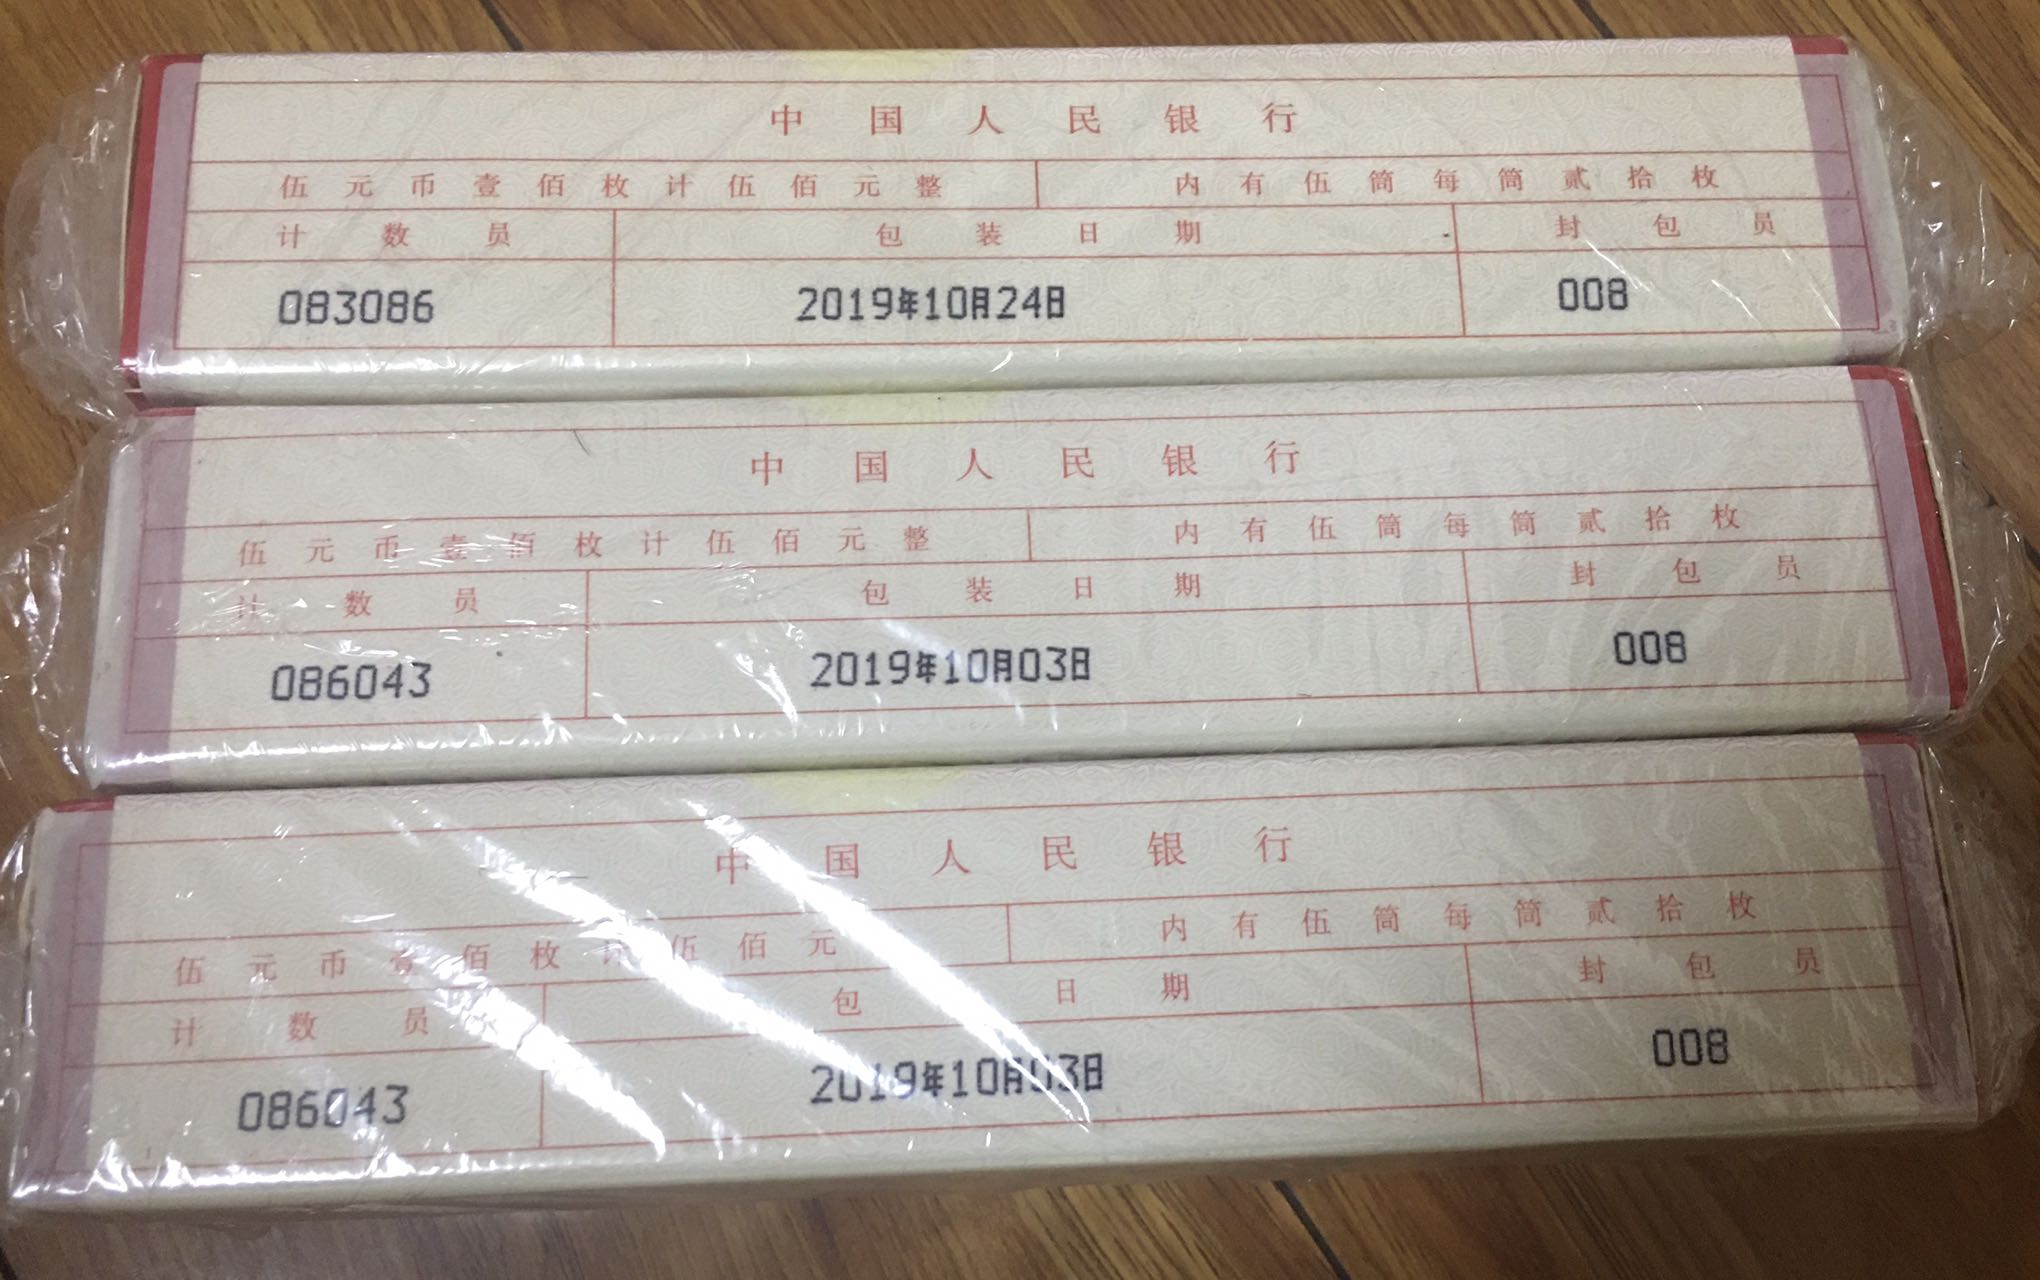 中国人民银行
伍元币壹佰枚计伍佰元整 内有伍筒每筒贰拾枚
计数员 包装日期 封包员
083086 2019年10月24日 008
中国人民银行
伍元币壹佰枚计伍佰元整 内有伍筒每筒贰拾枚
计数员 包装日期 封包员
086043 2019年10月03日 008
中国人民银行
伍元币壹佰枚计伍佰元 内有伍筒每筒贰拾枚
计数员 包 日期 封包员
086043 2019年10月03日 008